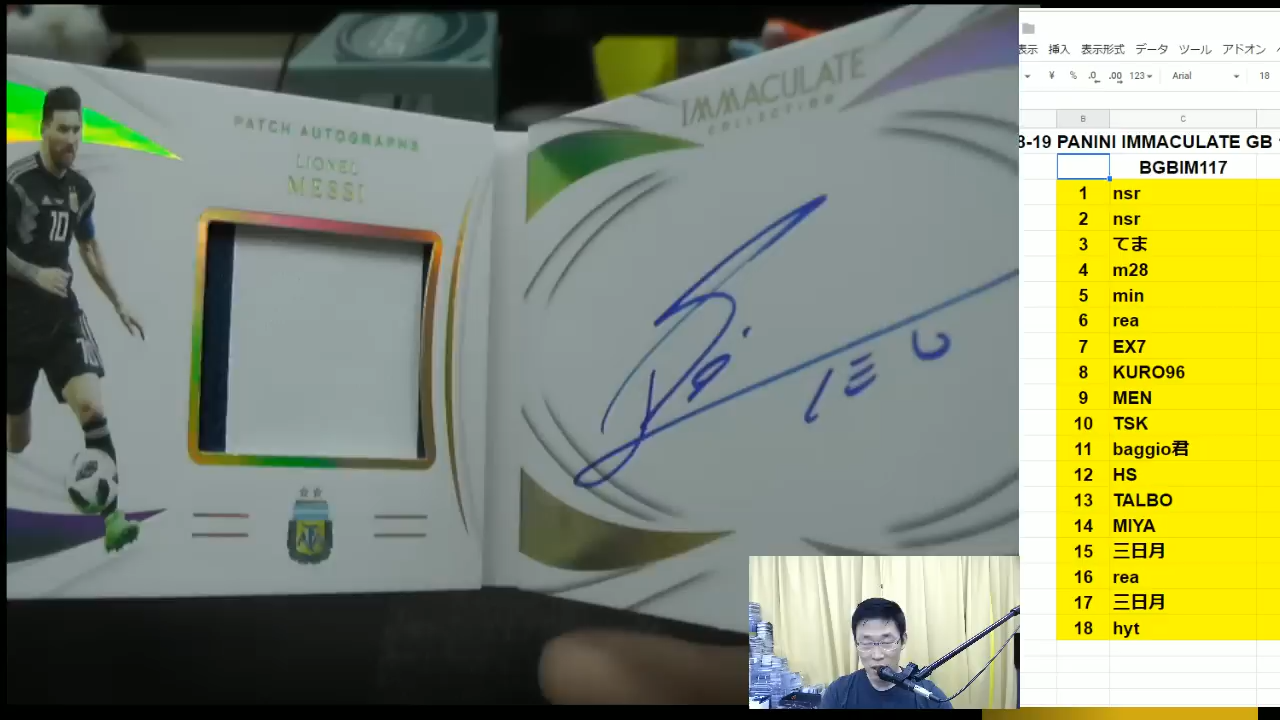 IMMACULATE
COLLECTION
PATCH AUTOGRAPHS
LIONEL
MESSI
10
10
AFA
表示 挿入 表示形式 データ ツール アドオン
¥ % .0 .00 123 Arial 18
B C
8-19 PANINI IMMACULATE GB
BGBIM117
1 nsr
2 nsr
3 てま
4 m28
5 min
6 rea
7 EX7
8 KURO96
9 MEN
10 TSK
11 baggio君
12 HS
13 TALBO
14 MIYA
15 三日月
16 rea
17 三日月
18 hyt